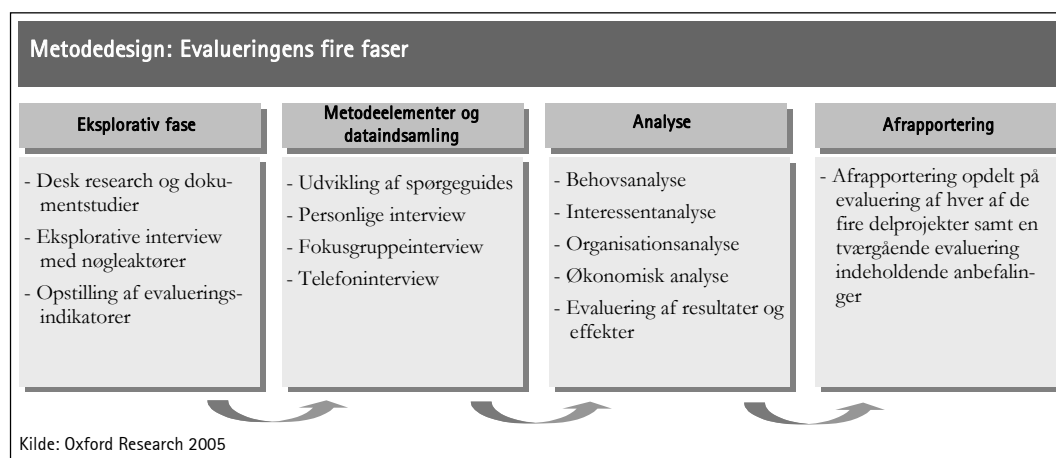 Metodedesign: Evalueringens fire faser
Eksplorativ fase
- Desk research og doku-
mentstudier
- Eksplorative interview
med nøgleaktører
- Opstilling af evaluerings-
indikatorer
Metodeelementer og
dataindsamling
- Udvikling af spørgeguides
- Personlige interview
- Fokusgruppeinterview
- Telefoninterview
Analyse
- Behovsanalyse
- Interessentanalyse
- Organisationsanalyse
- Økonomisk analyse
- Evaluering af resultater og
effekter
Afrapportering
- Afrapportering opdelt på
evaluering af hver af de
fire delprojekter samt en
tværgående evaluering
indeholdende anbefalin-
ger
Kilde: Oxford Research 2005